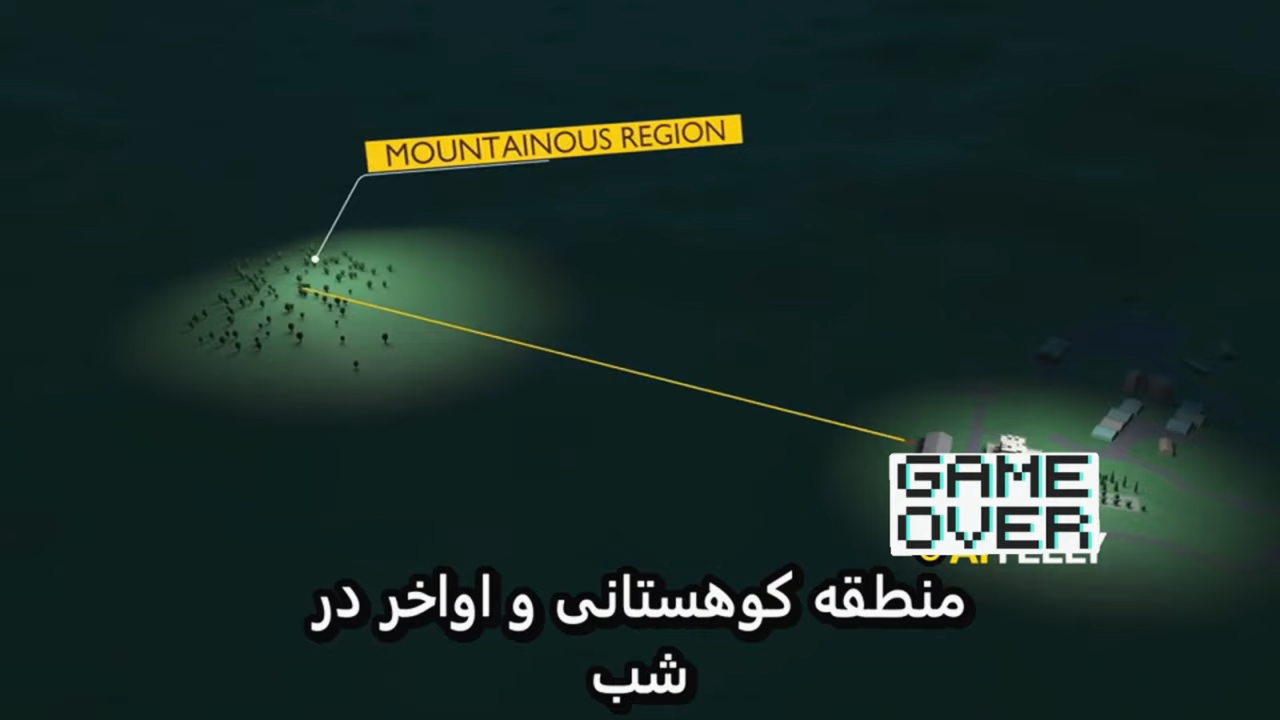 MOUNTAINOUS REGION
GAME
OVER
منطقه کوهستانی و اواخر در
شب